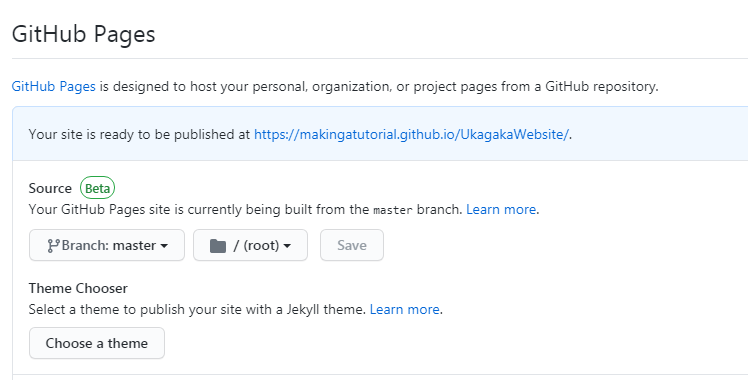 GitHub Pages
GitHub Pages is designed to host your personal, organization, or project pages from a GitHub repository.
Your site is ready to be published at https://makingatutorial.github.io/UkagakaWebsite/.
Source Beta
Your GitHub Pages site is currently being built from the master branch. Learn more.
Branch: master / (root) Save
Theme Chooser
Select a theme to publish your site with a Jekyll theme. Learn more.
Choose a theme